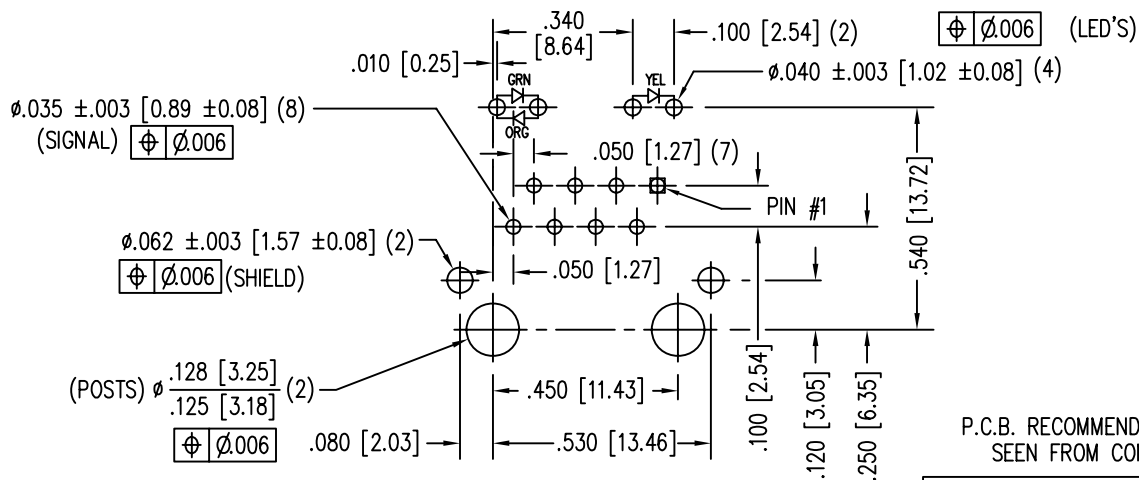 .340
[8.64]
.100 [2.54] (2)
⌖ Ø.006 (LED'S)
.010 [0.25]
GRN
YEL
ø.040 ±.003 [1.02 ±0.08] (4)
ø.035 ±.003 [0.89 ±0.08] (8)
ORG
(SIGNAL) ⌖ Ø.006
.050 [1.27] (7)
.540 [13.72]
PIN #1
ø.062 ±.003 [1.57 ±0.08] (2)
⌖ Ø.006 (SHIELD)
.050 [1.27]
(POSTS) ø .128 [3.25]
.125 [3.18] (2)
⌖ Ø.006
.450 [11.43]
.100 [2.54]
.120 [3.05]
.250 [6.35]
.080 [2.03]
.530 [13.46]
P.C.B. RECOMMEND
SEEN FROM